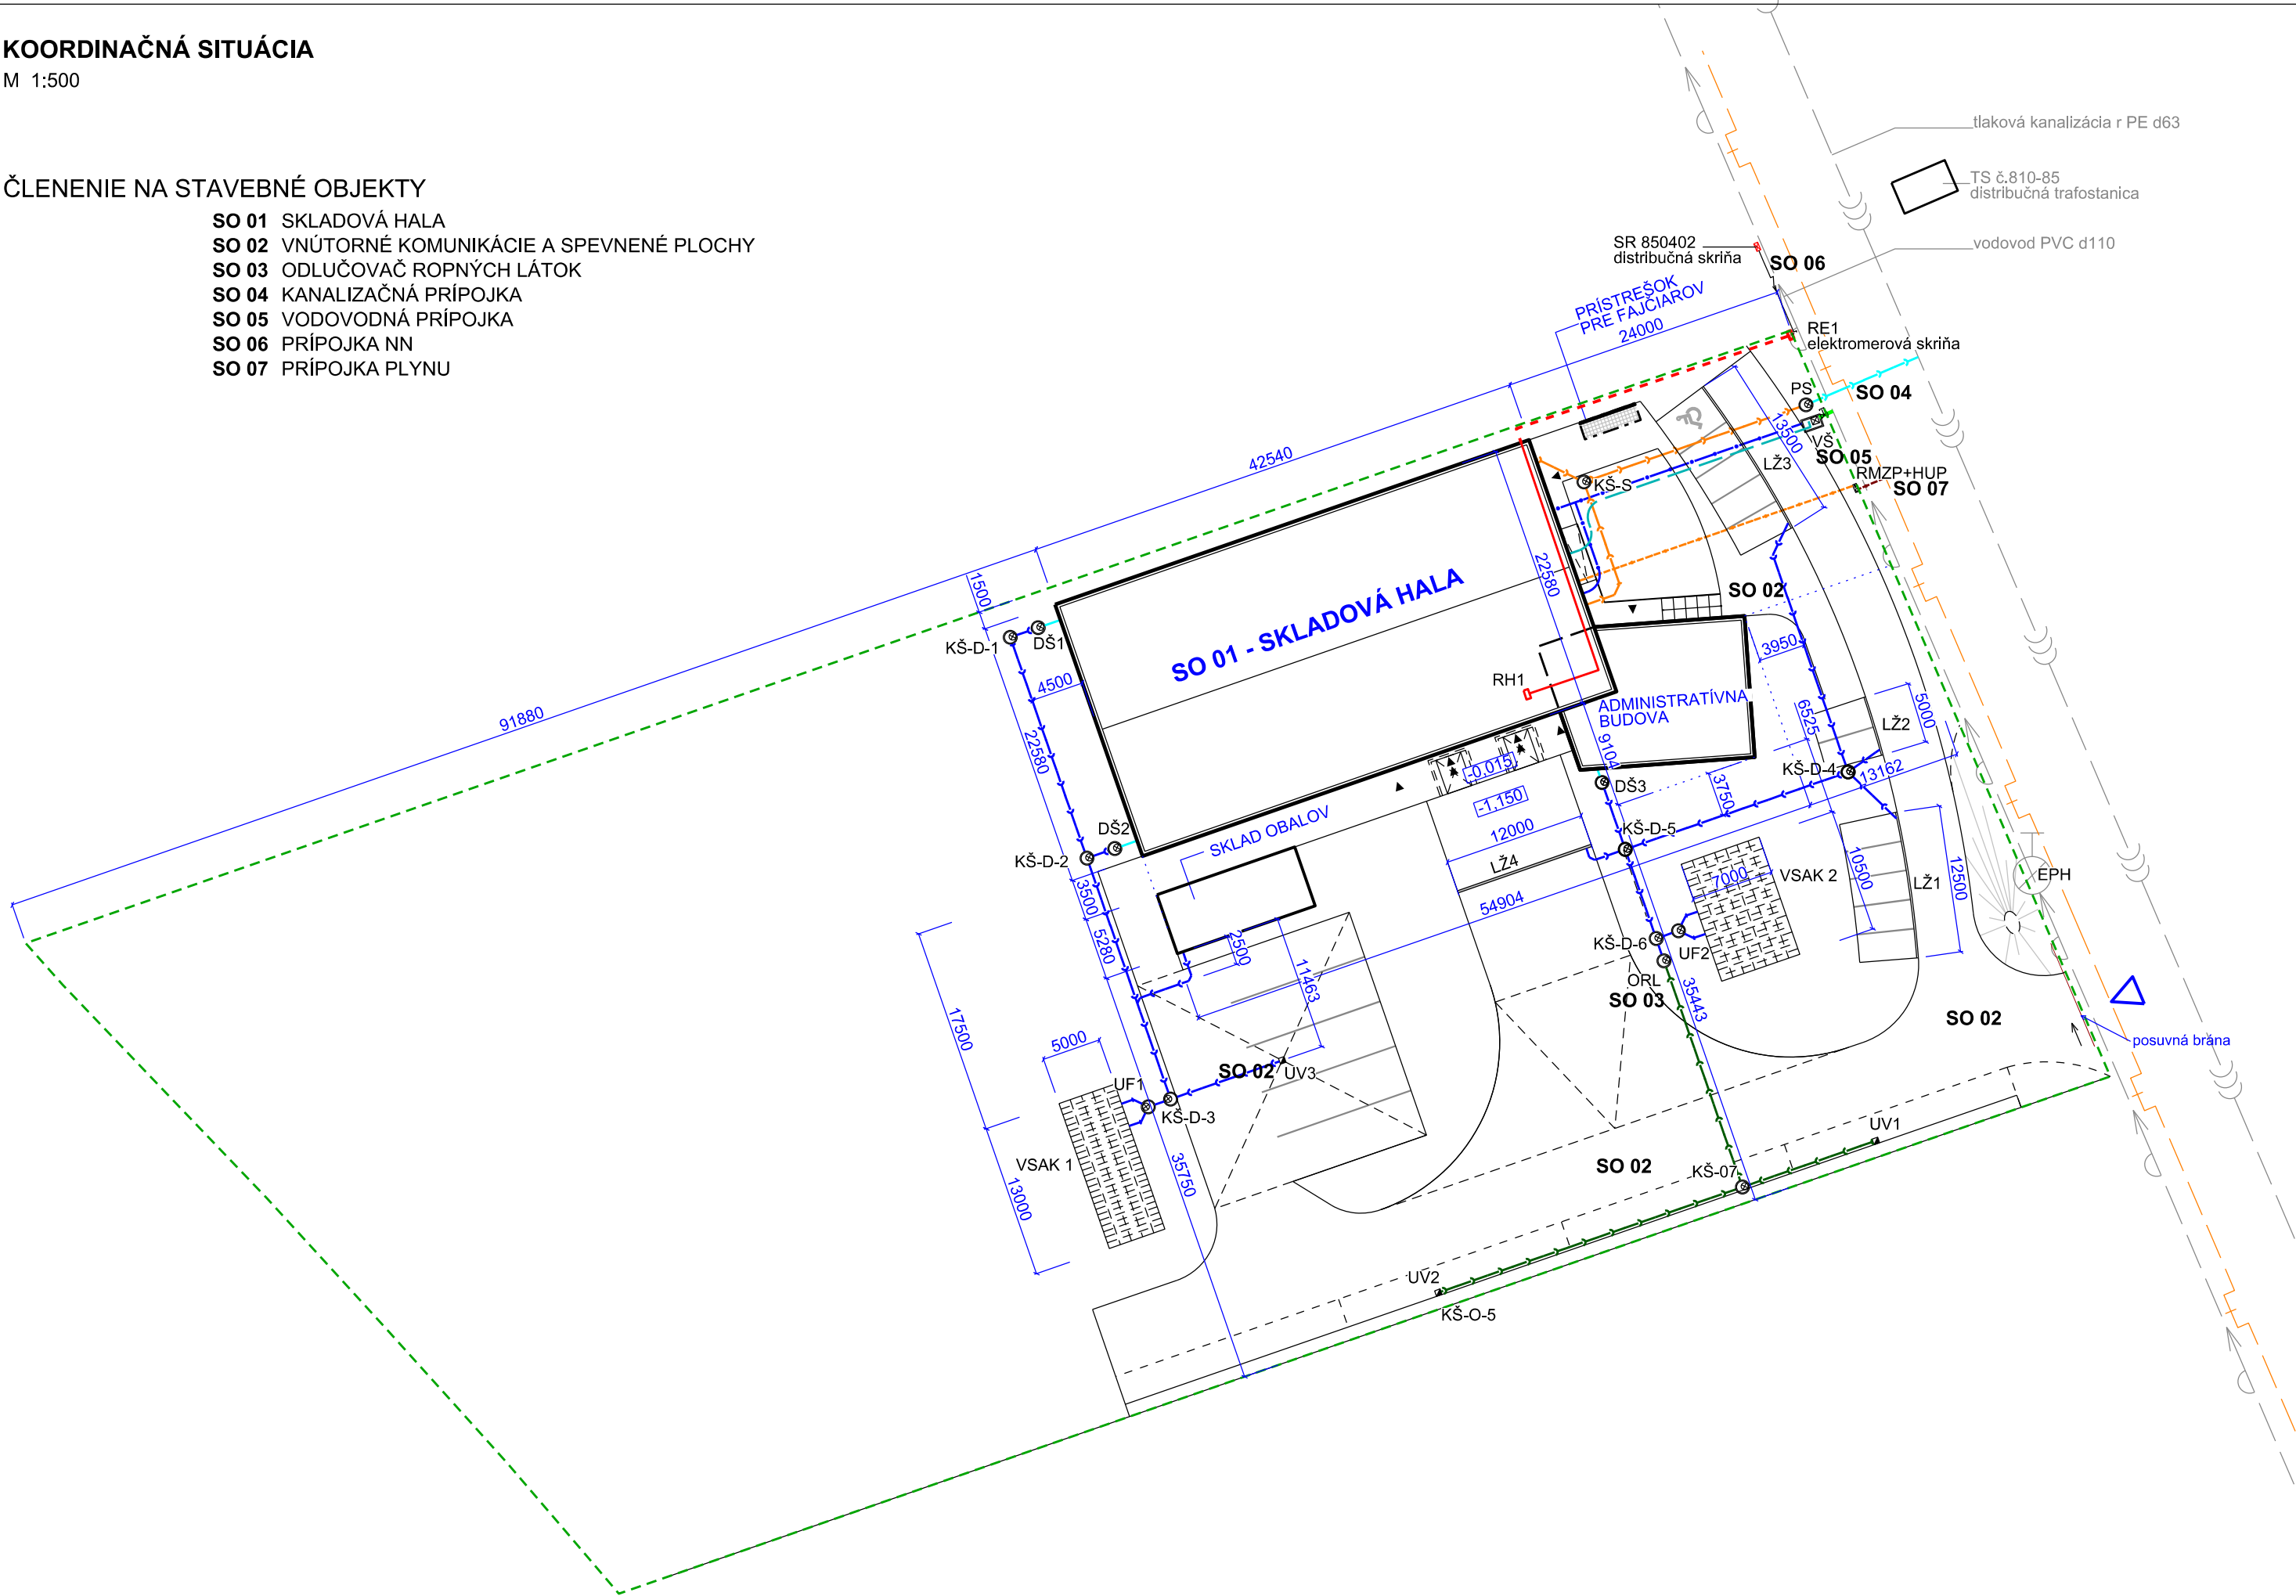 KOORDINAČNÁ SITUÁCIA
M 1:500
ČLENENIE NA STAVEBNÉ OBJEKTY
SO 01 SKLADOVÁ HALA
SO 02 VNÚTORNÉ KOMUNIKÁCIE A SPEVNENÉ PLOCHY
SO 03 ODLUČOVAČ ROPNÝCH LÁTOK
SO 04 KANALIZAČNÁ PRÍPOJKA
SO 05 VODOVODNÁ PRÍPOJKA
SO 06 PRÍPOJKA NN
SO 07 PRÍPOJKA PLYNU
tlaková kanalizácia r PE d63
TS č.810-85
distribučná trafostanica
vodovod PVC d110
SR 850402
distribučná skriňa
SO 06
PRÍSTREŠOK
PRE FAJČIAROV
24000
RE1
elektromerová skriňa
PS
SO 04
13500
VŠ
SO 05
LŽ3
RMZP+HUP
SO 07
42540
KŠ-S
22580
1500
KŠ-D-1
DŠ1
4500
SO 01 - SKLADOVÁ HALA
SO 02
3950
RH1
ADMINISTRATÍVNA
BUDOVA
91880
22580
6525
5000
LŽ2
9104
-0,015
-1,150
KŠ-D-4
13162
DŠ3
3750
DŠ2
KŠ-D-2
SKLAD OBALOV
12000
LŽ4
KŠ-D-5
7000
VSAK 2
10500
LŽ1
12500
EPH
3500
54904
5280
2500
11463
KŠ-D-6
UF2
ORL
SO 03
35443
17500
5000
SO 02
posuvná brána
UF1
SO 02
UV3
KŠ-D-3
VSAK 1
13000
35750
UV1
SO 02
KŠ-07
UV2
KŠ-O-5